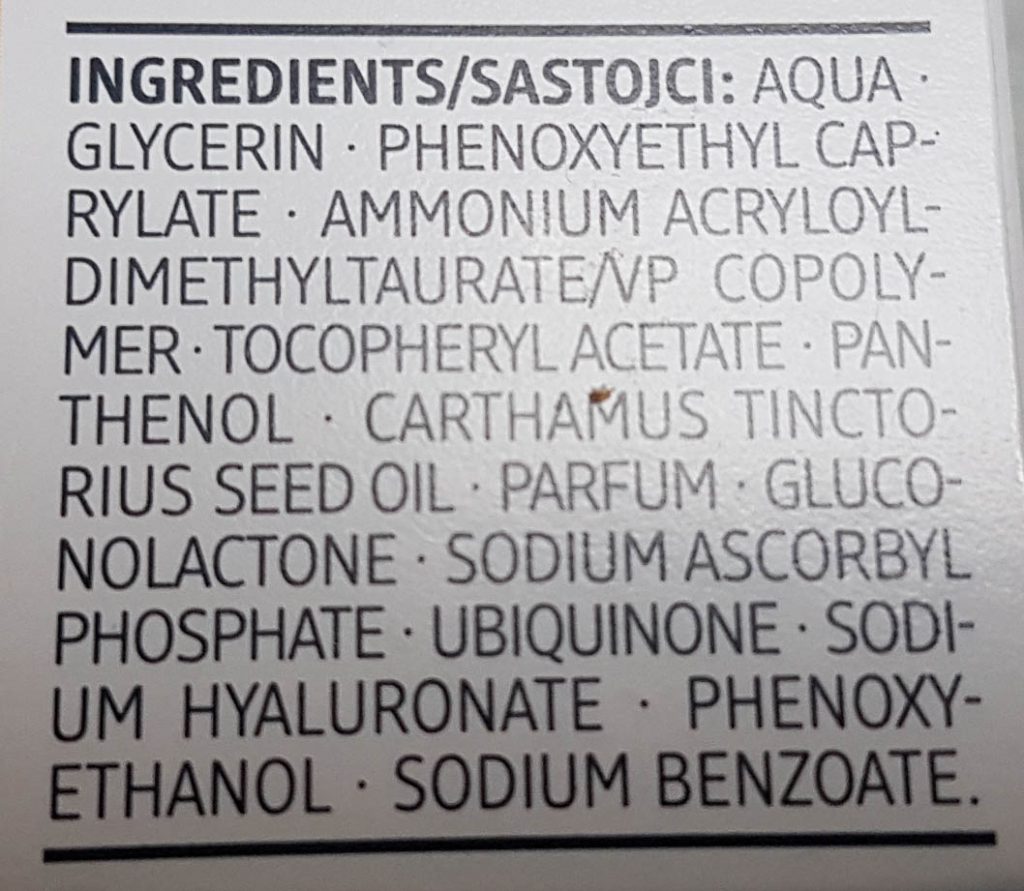 INGREDIENTS/SASTOJCI: AQUA ·
GLYCERIN · PHENOXYETHYL CAP-
RYLATE · AMMONIUM ACRYLOYL-
DIMETHYLTAURATE/VP COPOLY-
MER · TOCOPHERYL ACETATE · PAN-
THENOL · CARTHAMUS TINCTO-
RIUS SEED OIL · PARFUM · GLUCO-
NOLACTONE · SODIUM ASCORBYL
PHOSPHATE · UBIQUINONE · SODI-
UM HYALURONATE · PHENOXY-
ETHANOL · SODIUM BENZOATE.